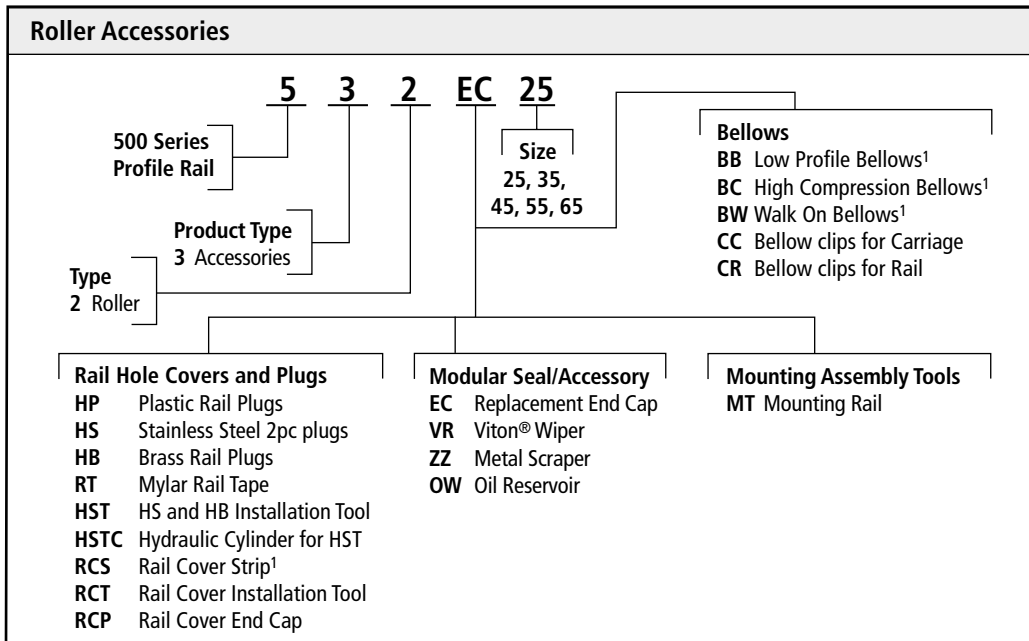 Roller Accessories
5 3 2 EC 25
500 Series
Profile Rail
Product Type
3 Accessories
Type
2 Roller
Size
25, 35,
45, 55, 65
Bellows
BB Low Profile Bellows¹
BC High Compression Bellows¹
BW Walk On Bellows¹
CC Bellow clips for Carriage
CR Bellow clips for Rail
Rail Hole Covers and Plugs
HP Plastic Rail Plugs
HS Stainless Steel 2pc plugs
HB Brass Rail Plugs
RT Mylar Rail Tape
HST HS and HB Installation Tool
HSTC Hydraulic Cylinder for HST
RCS Rail Cover Strip¹
RCT Rail Cover Installation Tool
RCP Rail Cover End Cap
Modular Seal/Accessory
EC Replacement End Cap
VR Viton® Wiper
ZZ Metal Scraper
OW Oil Reservoir
Mounting Assembly Tools
MT Mounting Rail